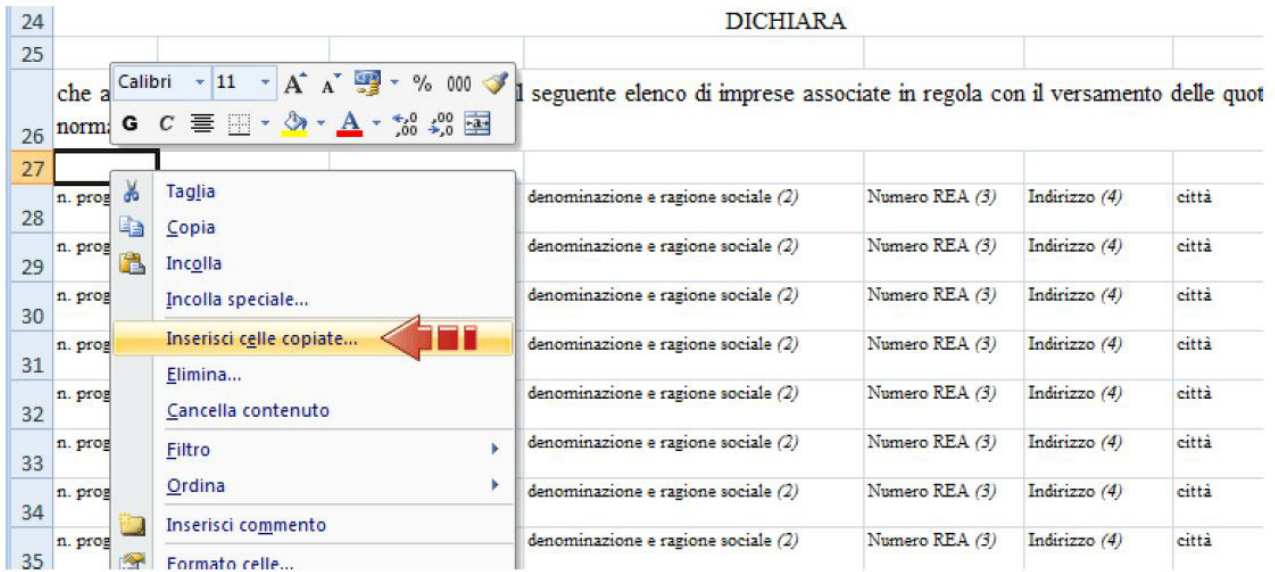 24 DICHIARA
25
Calibri 11 A A % 000
che a l seguente elenco di imprese associate in regola con il versamento delle quot
26 norma G C A ,00 ,00 a
27
Taglia
28 n. prog denominazione e ragione sociale (2) Numero REA (3) Indirizzo (4) città
Copia
29 n. prog denominazione e ragione sociale (2) Numero REA (3) Indirizzo (4) città
Incolla
30 n. prog denominazione e ragione sociale (2) Numero REA (3) Indirizzo (4) città
Incolla speciale...
Inserisci celle copiate...
31 n. prog denominazione e ragione sociale (2) Numero REA (3) Indirizzo (4) città
Elimina...
32 n. prog denominazione e ragione sociale (2) Numero REA (3) Indirizzo (4) città
Cancella contenuto
33 n. prog denominazione e ragione sociale (2) Numero REA (3) Indirizzo (4) città
Filtro
Ordina
34 n. prog denominazione e ragione sociale (2) Numero REA (3) Indirizzo (4) città
Inserisci commento
35 n. prog denominazione e ragione sociale (2) Numero REA (3) Indirizzo (4) città
Formato celle...